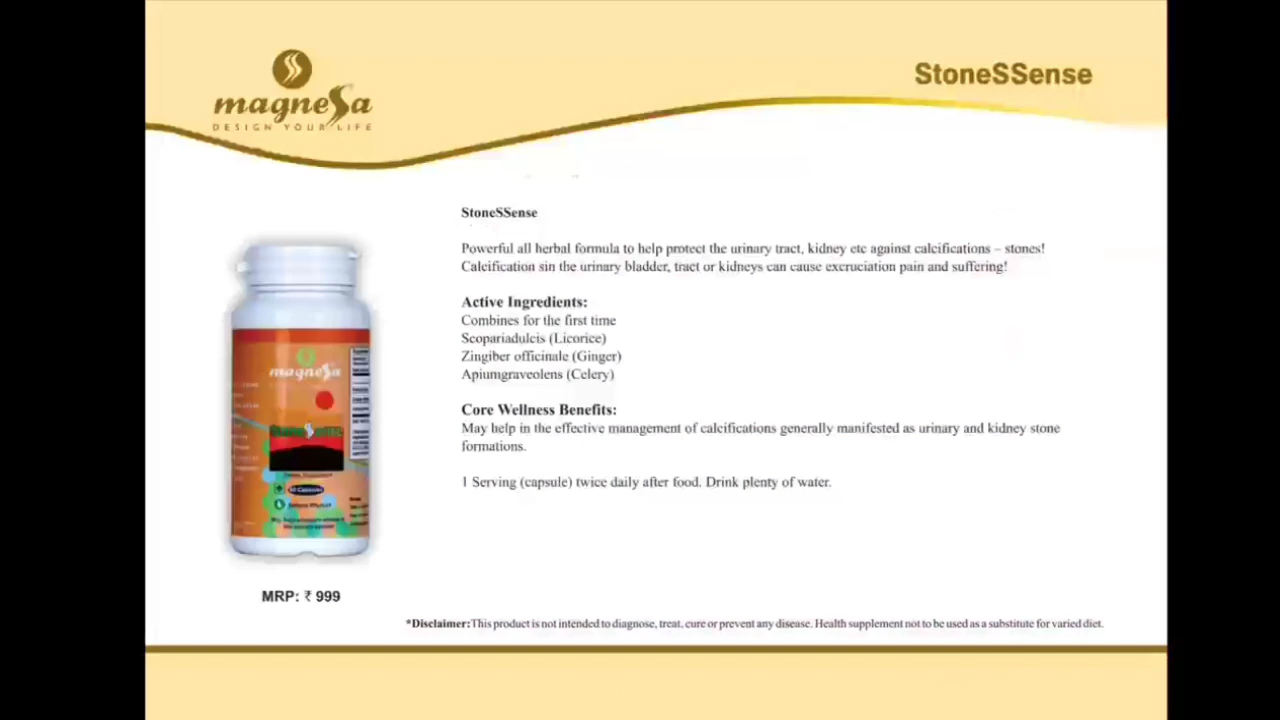 magneSa
DESIGN YOUR LIFE
StoneSSense
StoneSSense
Powerful all herbal formula to help protect the urinary tract, kidney etc against calcifications – stones!
Calcification sin the urinary bladder, tract or kidneys can cause excruciation pain and suffering!
Active Ingredients:
Combines for the first time
Scopariadulcis (Licorice)
Zingiber officinale (Ginger)
Apiumgraveolens (Celery)
Core Wellness Benefits:
May help in the effective management of calcifications generally manifested as urinary and kidney stone
formations.
1 Serving (capsule) twice daily after food. Drink plenty of water.
magneSa
MRP: ₹ 999
*Disclaimer:This product is not intended to diagnose, treat, cure or prevent any disease. Health supplement not to be used as a substitute for varied diet.